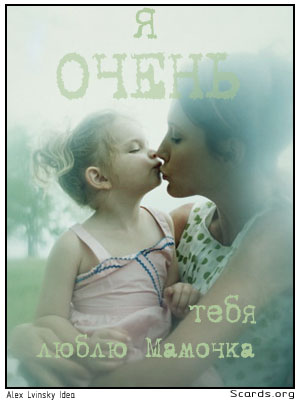 Я
ОЧЕНЬ
тебя
люблю Мамочка
Alex Lvinsky Idea
Scards.org